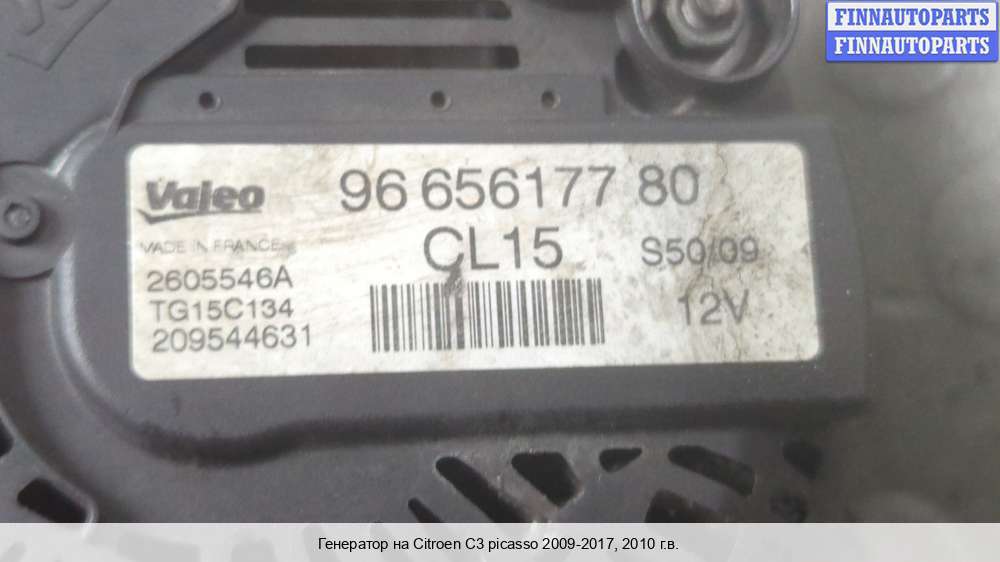 FINNAUTOPARTS
FINNAUTOPARTS
Valeo 96 656177 80
MADE IN FRANCE CL15 S50/09
2605546A
TG15C134 12V
209544631
Генератор на Citroen C3 picasso 2009-2017, 2010 г.в.